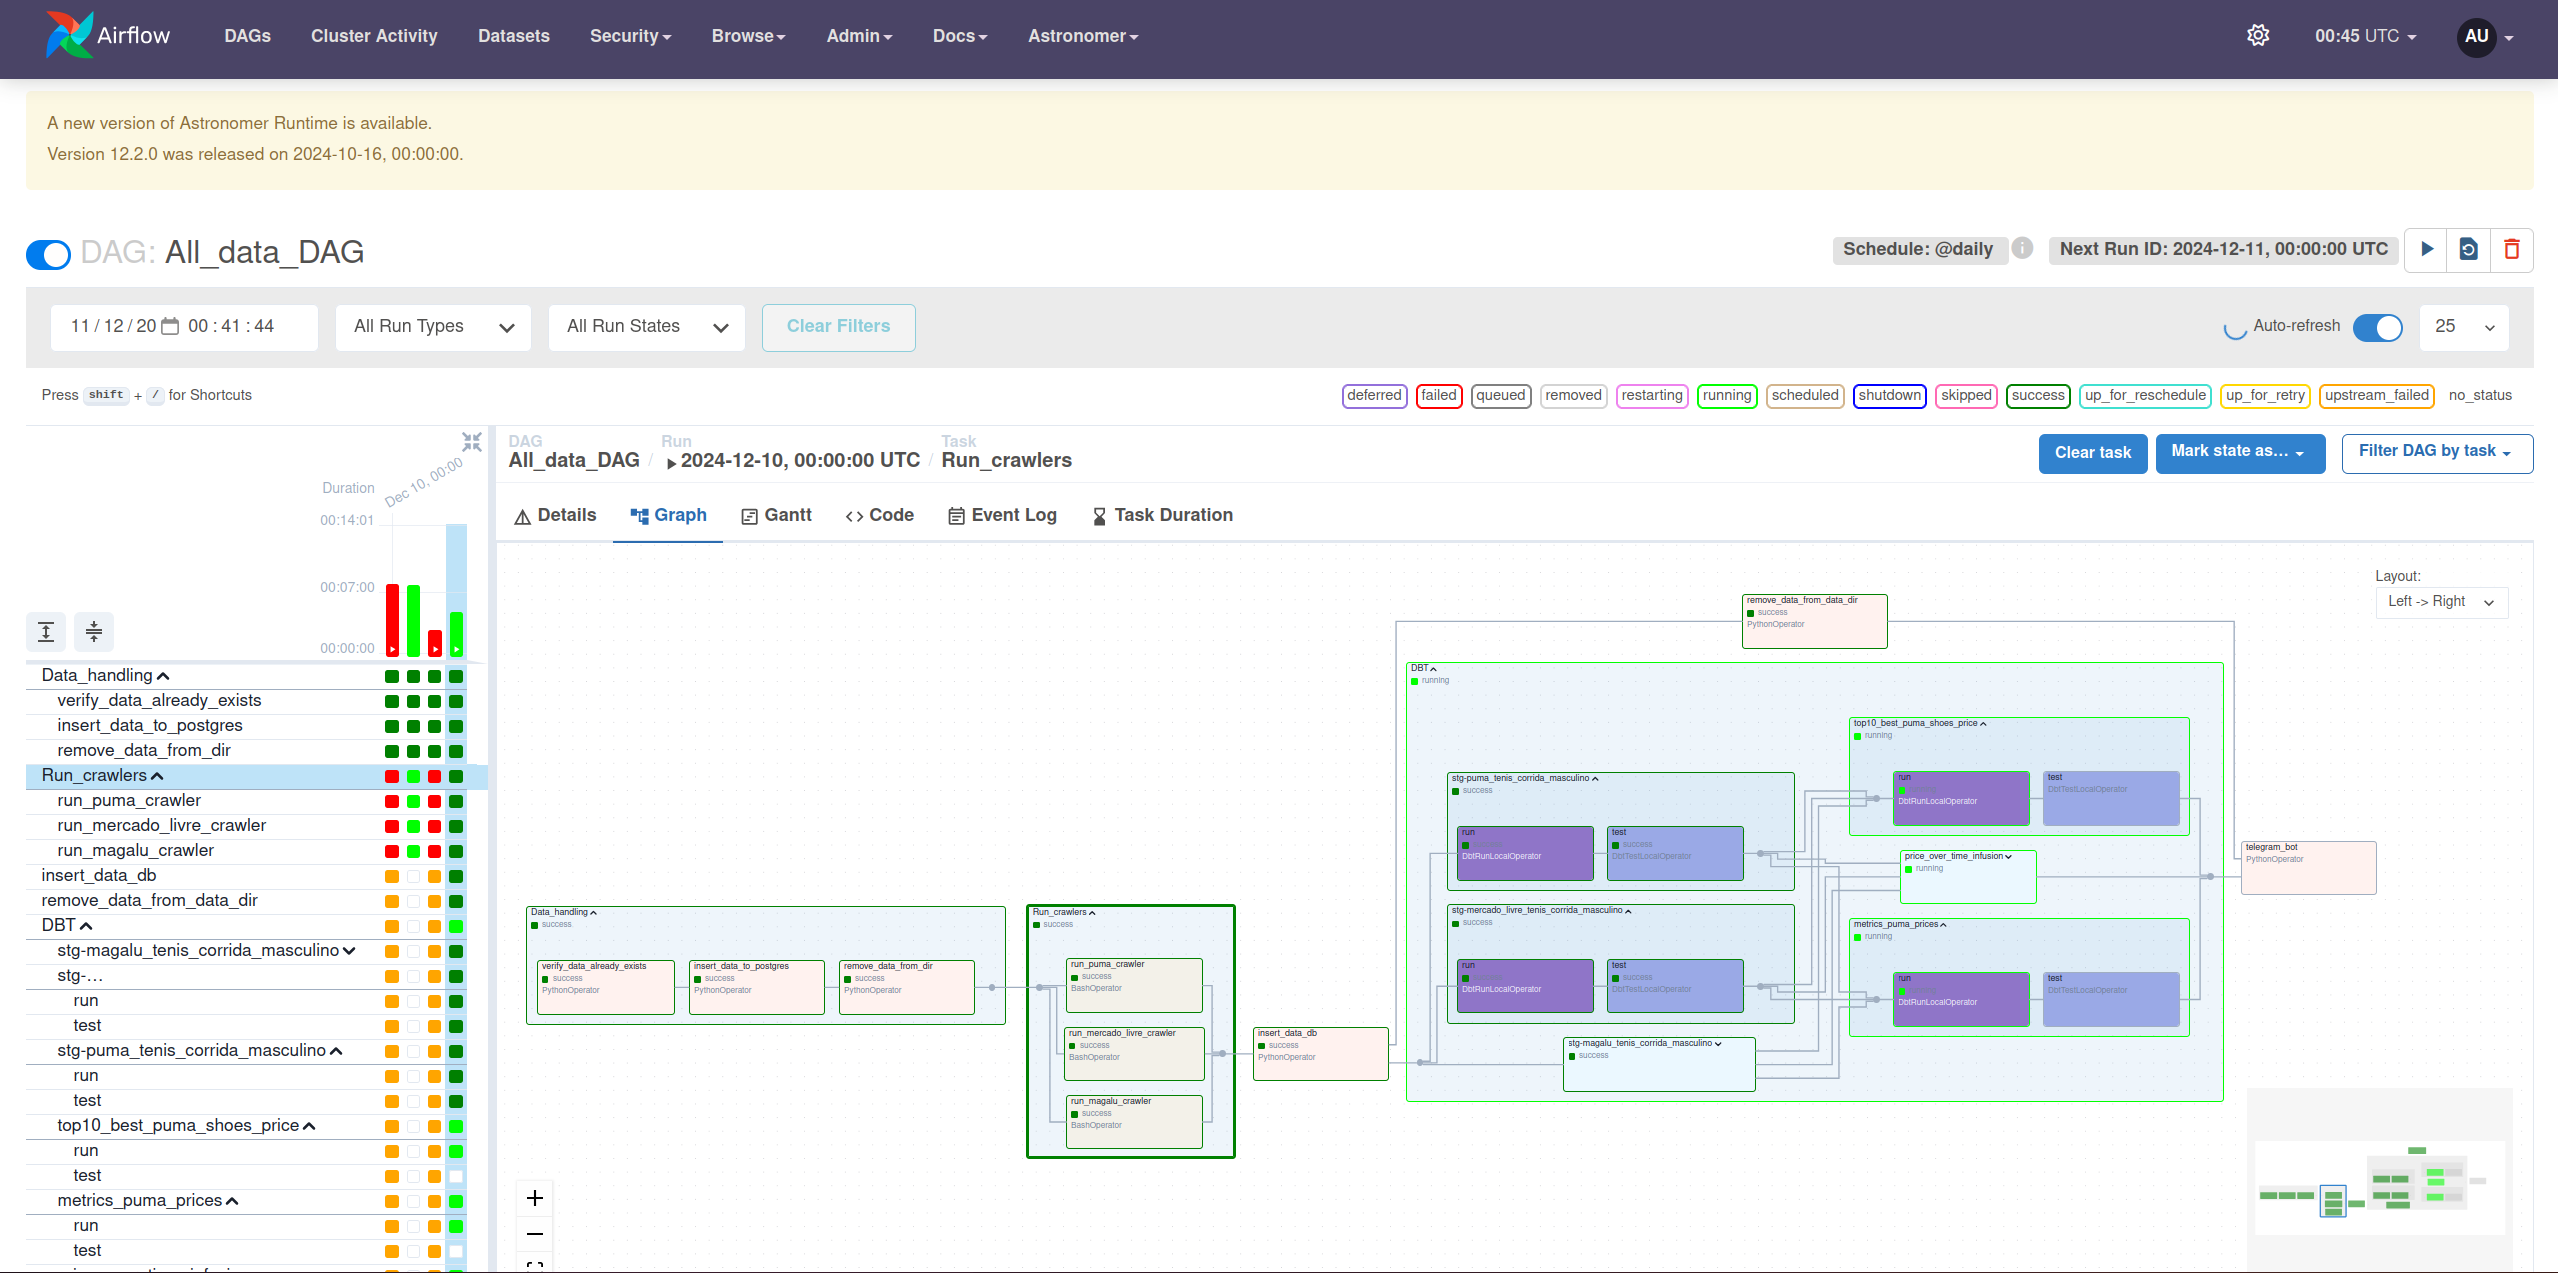 Airflow
DAGs
Cluster Activity
Datasets
Security
Browse
Admin
Docs
Astronomer
00:45 UTC
AU
A new version of Astronomer Runtime is available.
Version 12.2.0 was released on 2024-10-16, 00:00:00.
DAG: All_data_DAG
Schedule: @daily
Next Run ID: 2024-12-11, 00:00:00 UTC
11 / 12 / 20 00 : 41 : 44
All Run Types
All Run States
Clear Filters
Auto-refresh
25
Press shift + / for Shortcuts
deferred
failed
queued
removed
restarting
running
scheduled
shutdown
skipped
success
up_for_reschedule
up_for_retry
upstream_failed
no_status
Duration
Dec 10, 00:00
00:14:01
00:07:00
00:00:00
Data_handling
verify_data_already_exists
insert_data_to_postgres
remove_data_from_dir
Run_crawlers
run_puma_crawler
run_mercado_livre_crawler
run_magalu_crawler
insert_data_db
remove_data_from_data_dir
DBT
stg-magalu_tenis_corrida_masculino
stg-...
run
test
stg-puma_tenis_corrida_masculino
run
test
top10_best_puma_shoes_price
run
test
metrics_puma_prices
run
test
DAG
All_data_DAG
/
Run
2024-12-10, 00:00:00 UTC
/
Task
Run_crawlers
Clear task
Mark state as...
Filter DAG by task
Details
Graph
Gantt
Code
Event Log
Task Duration
Layout:
Left -> Right
remove_data_from_data_dir
success
PythonOperator
DBT
running
top10_best_puma_shoes_price
running
run
DbtRunLocalOperator
test
DbtTestLocalOperator
stg-puma_tenis_corrida_masculino
success
run
success
DbtRunLocalOperator
test
success
DbtTestLocalOperator
price_over_time_infusion
running
telegram_bot
PythonOperator
stg-mercado_livre_tenis_corrida_masculino
success
run
success
DbtRunLocalOperator
test
success
DbtTestLocalOperator
metrics_puma_prices
running
run
running
DbtRunLocalOperator
test
DbtTestLocalOperator
Data_handling
success
verify_data_already_exists
success
PythonOperator
insert_data_to_postgres
success
PythonOperator
remove_data_from_dir
success
PythonOperator
Run_crawlers
success
run_puma_crawler
success
BashOperator
run_mercado_livre_crawler
success
BashOperator
run_magalu_crawler
success
BashOperator
insert_data_db
success
PythonOperator
stg-magalu_tenis_corrida_masculino
success